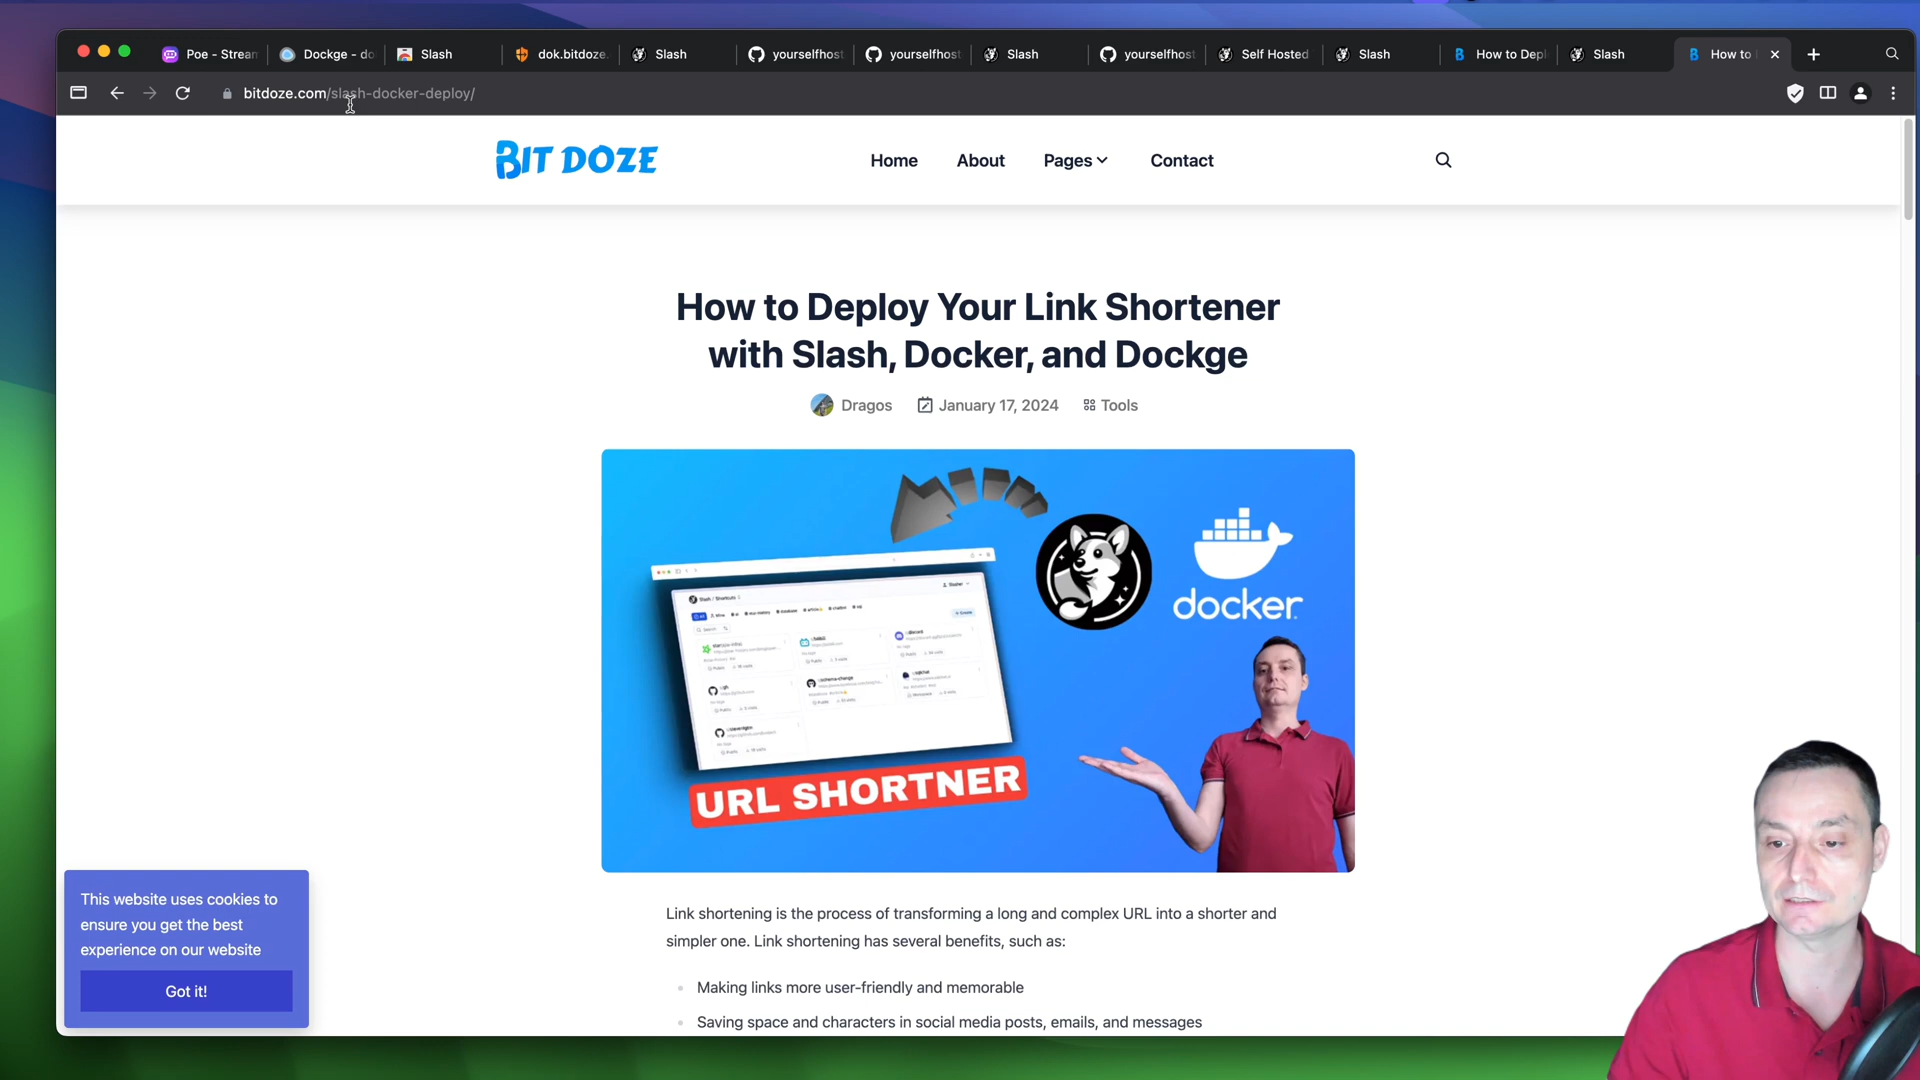 Poe - Stream
Dockge - do
Slash
dok.bitdoze.
Slash
yourselfhost
yourselfhost
Slash
yourselfhost
Self Hosted
Slash
How to Depl
Slash
How to
bitdoze.com/slash-docker-deploy/
BIT DOZE
Home
About
Pages
Contact
How to Deploy Your Link Shortener
with Slash, Docker, and Dockge
Dragos
January 17, 2024
Tools
Slash / Shortcuts
docker
URL SHORTNER
Link shortening is the process of transforming a long and complex URL into a shorter and
simpler one. Link shortening has several benefits, such as:
Making links more user-friendly and memorable
Saving space and characters in social media posts, emails, and messages
This website uses cookies to
ensure you get the best
experience on our website
Got it!